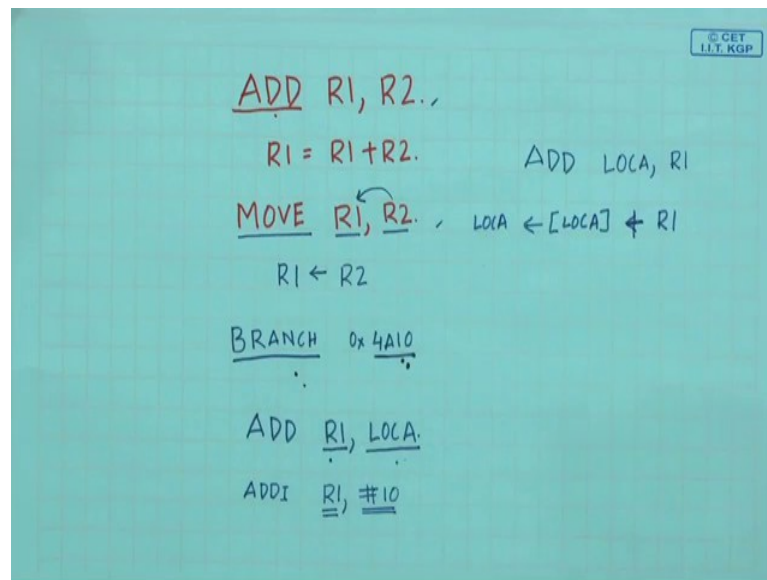 © CET
I.I.T. KGP
ADD R1, R2.,
R1 = R1 + R2.
ADD LOCA, R1
MOVE R1, R2. ,
LOCA ← [LOCA] + R1
R1 ← R2
BRANCH 0x 4A10
ADD R1, LOCA.
ADDI R1, #10